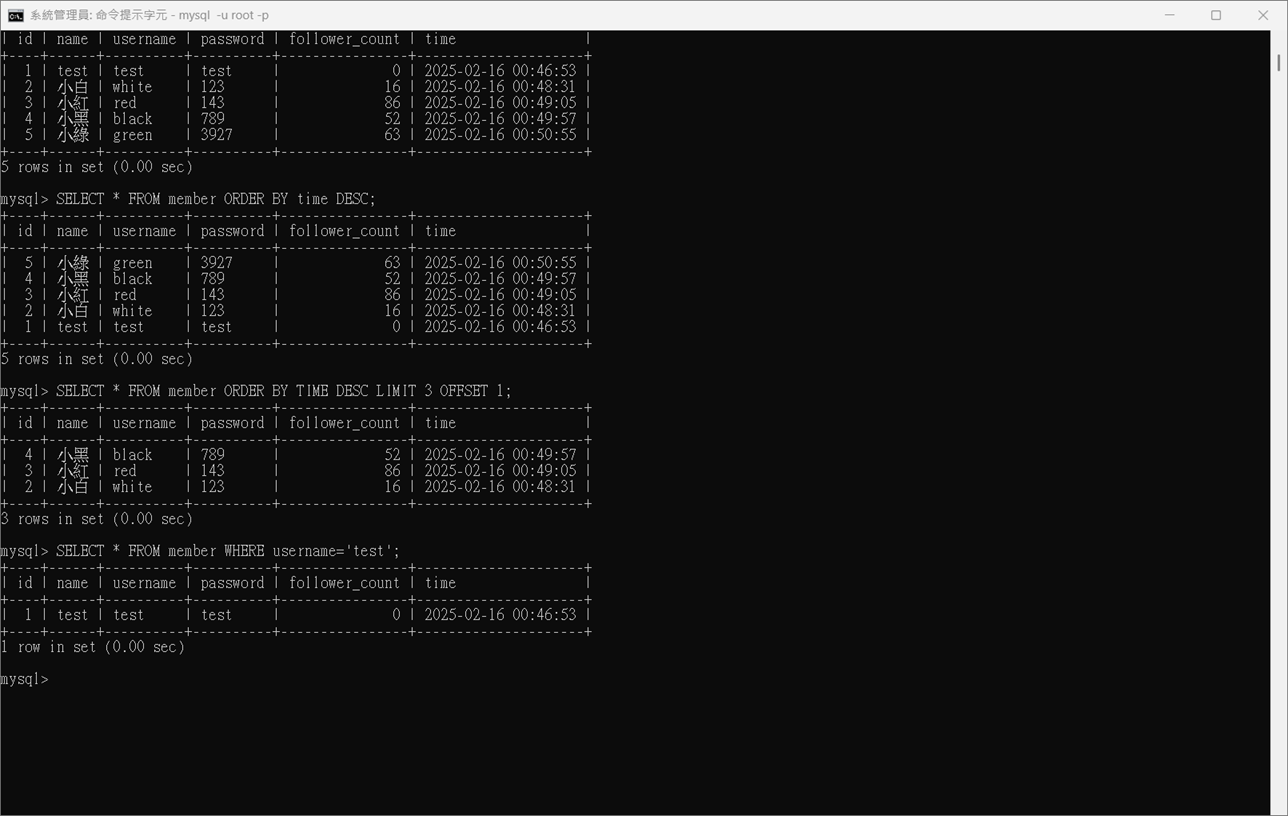 系統管理員: 命令提示字元 - mysql  -u root -p
| id | name | username | password | follower_count | time                |
+----+------+----------+----------+----------------+---------------------+
|  1 | test | test     | test     |              0 | 2025-02-16 00:46:53 |
|  2 | 小白 | white    | 123      |             16 | 2025-02-16 00:48:31 |
|  3 | 小紅 | red      | 143      |             86 | 2025-02-16 00:49:05 |
|  4 | 小黑 | black    | 789      |             52 | 2025-02-16 00:49:57 |
|  5 | 小綠 | green    | 3927     |             63 | 2025-02-16 00:50:55 |
+----+------+----------+----------+----------------+---------------------+
5 rows in set (0.00 sec)
mysql> SELECT * FROM member ORDER BY time DESC;
+----+------+----------+----------+----------------+---------------------+
| id | name | username | password | follower_count | time                |
+----+------+----------+----------+----------------+---------------------+
|  5 | 小綠 | green    | 3927     |             63 | 2025-02-16 00:50:55 |
|  4 | 小黑 | black    | 789      |             52 | 2025-02-16 00:49:57 |
|  3 | 小紅 | red      | 143      |             86 | 2025-02-16 00:49:05 |
|  2 | 小白 | white    | 123      |             16 | 2025-02-16 00:48:31 |
|  1 | test | test     | test     |              0 | 2025-02-16 00:46:53 |
+----+------+----------+----------+----------------+---------------------+
5 rows in set (0.00 sec)
mysql> SELECT * FROM member ORDER BY TIME DESC LIMIT 3 OFFSET 1;
+----+------+----------+----------+----------------+---------------------+
| id | name | username | password | follower_count | time                |
+----+------+----------+----------+----------------+---------------------+
|  4 | 小黑 | black    | 789      |             52 | 2025-02-16 00:49:57 |
|  3 | 小紅 | red      | 143      |             86 | 2025-02-16 00:49:05 |
|  2 | 小白 | white    | 123      |             16 | 2025-02-16 00:48:31 |
+----+------+----------+----------+----------------+---------------------+
3 rows in set (0.00 sec)
mysql> SELECT * FROM member WHERE username='test';
+----+------+----------+----------+----------------+---------------------+
| id | name | username | password | follower_count | time                |
+----+------+----------+----------+----------------+---------------------+
|  1 | test | test     | test     |              0 | 2025-02-16 00:46:53 |
+----+------+----------+----------+----------------+---------------------+
1 row in set (0.00 sec)
mysql>